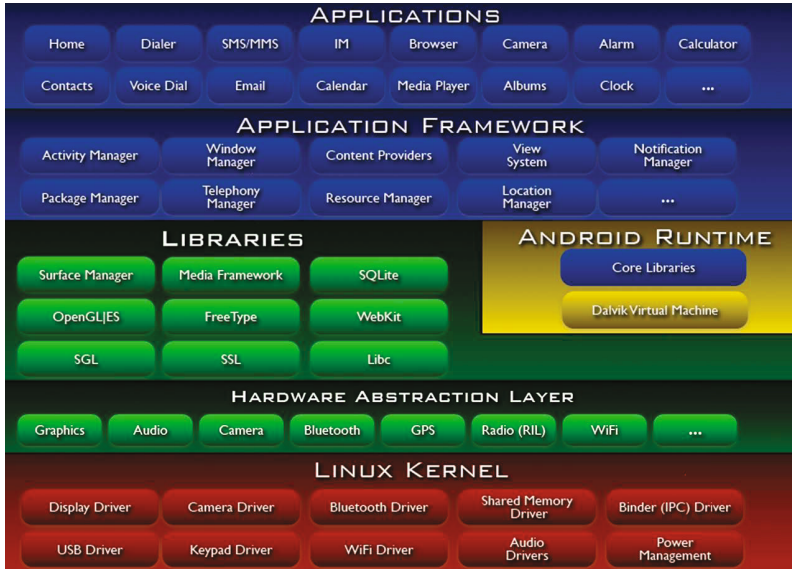 APPLICATIONS
Home
Dialer
SMS/MMS
IM
Browser
Camera
Alarm
Calculator
Contacts
Voice Dial
Email
Calendar
Media Player
Albums
Clock
...
APPLICATION FRAMEWORK
Activity Manager
Window
Manager
Content Providers
View
System
Notification
Manager
Package Manager
Telephony
Manager
Resource Manager
Location
Manager
...
LIBRARIES
Surface Manager
Media Framework
SQLite
OpenGL|ES
FreeType
WebKit
SGL
SSL
Libc
ANDROID RUNTIME
Core Libraries
Dalvik Virtual Machine
HARDWARE ABSTRACTION LAYER
Graphics
Audio
Camera
Bluetooth
GPS
Radio (RIL)
WiFi
...
LINUX KERNEL
Display Driver
Camera Driver
Bluetooth Driver
Shared Memory
Driver
Binder (IPC) Driver
USB Driver
Keypad Driver
WiFi Driver
Audio
Drivers
Power
Management